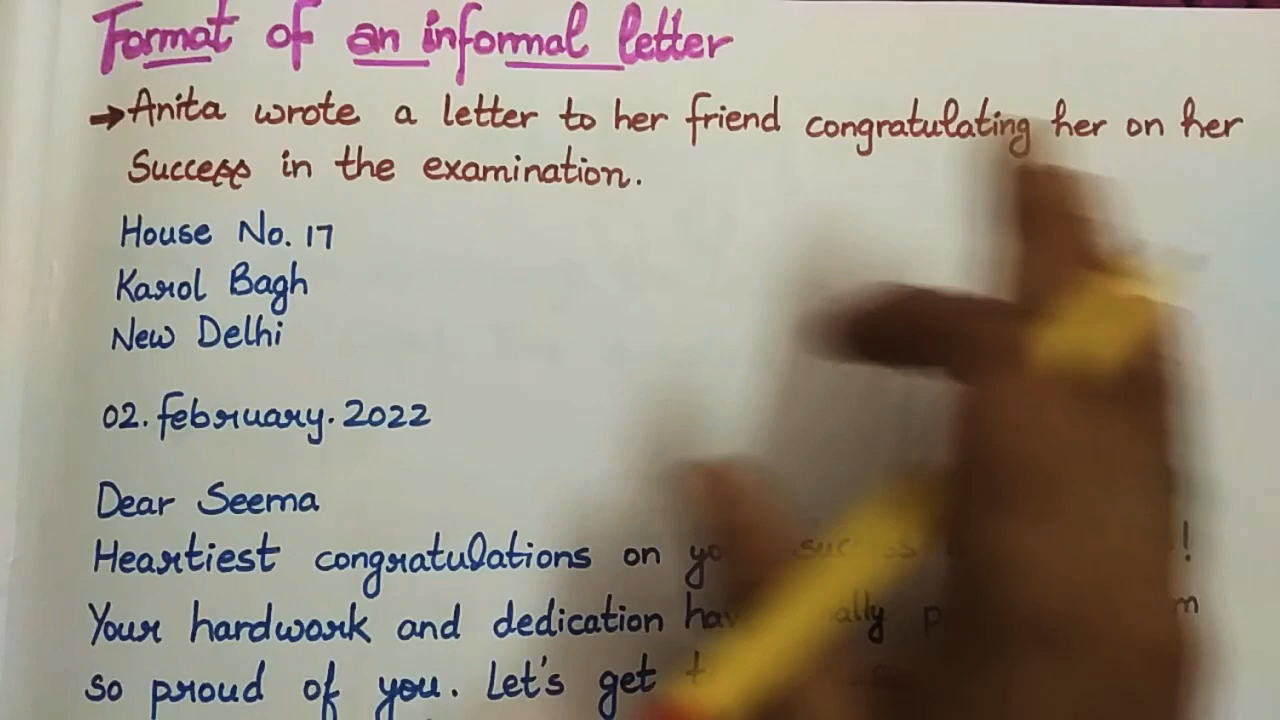 Format of an informal letter
→Anita wrote a letter to her friend congratulating her on her
Success in the examination.
House No. 17
Karol Bagh
New Delhi
02. february. 2022
Dear Seema
Heartiest congratulations on !
Your hardwork and dedication
so proud of you. Let's get